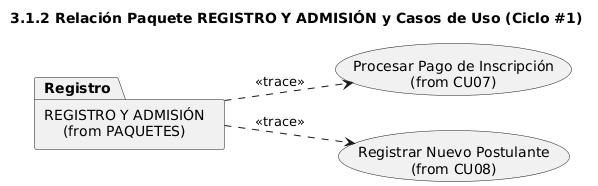 3.1.2 Relación Paquete REGISTRO Y ADMISIÓN y Casos de Uso (Ciclo #1)
Registro
REGISTRO Y ADMISIÓN
(from PAQUETES)
«trace»
«trace»
Procesar Pago de Inscripción
(from CU07)
Registrar Nuevo Postulante
(from CU08)